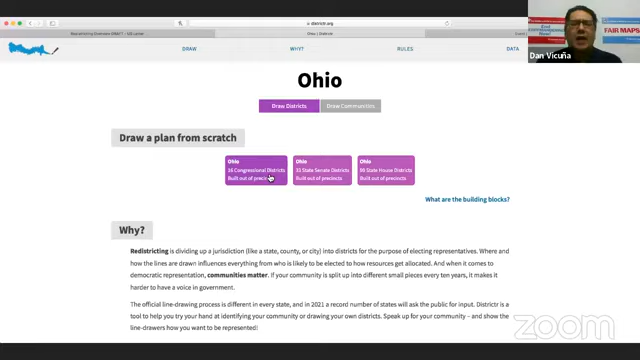 districtr.org
Redistricting Overview DRAFT
Ohio | Districtr
DRAW
WHY?
RULES
DATA
Dan Vicuña
FAIR MAPS
Ohio
Draw Districts
Draw Communities
Draw a plan from scratch
Ohio
16 Congressional Districts
Built out of precincts
Ohio
33 State Senate Districts
Built out of precincts
Ohio
99 State House Districts
Built out of precincts
What are the building blocks?
Why?
Redistricting is dividing up a jurisdiction (like a state, county, or city) into districts for the purpose of electing representatives. Where and
how the lines are drawn influences everything from who is likely to be elected to how resources get allocated. And when it comes to
democratic representation, communities matter. If your community is split up into different small pieces every ten years, it makes it
harder to have a voice in government.
The official line-drawing process is different in every state, and in 2021 a record number of states will ask the public for input. Districtr is a
tool to help you try your hand at identifying your community or drawing your own districts. Speak up for your community – and show the
line-drawers how you want to be represented!
zoom